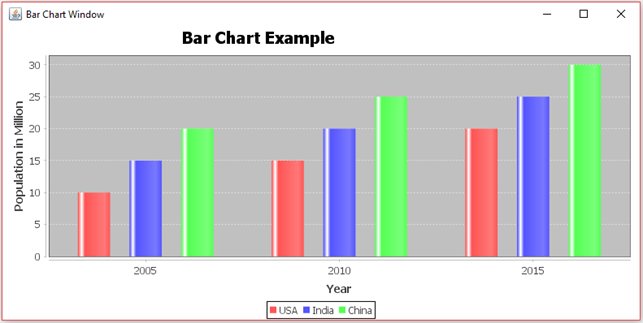 Bar Chart Window
Bar Chart Example
Population in Million
30
25
20
15
10
5
0
2005 2010 2015
Year
USA India China